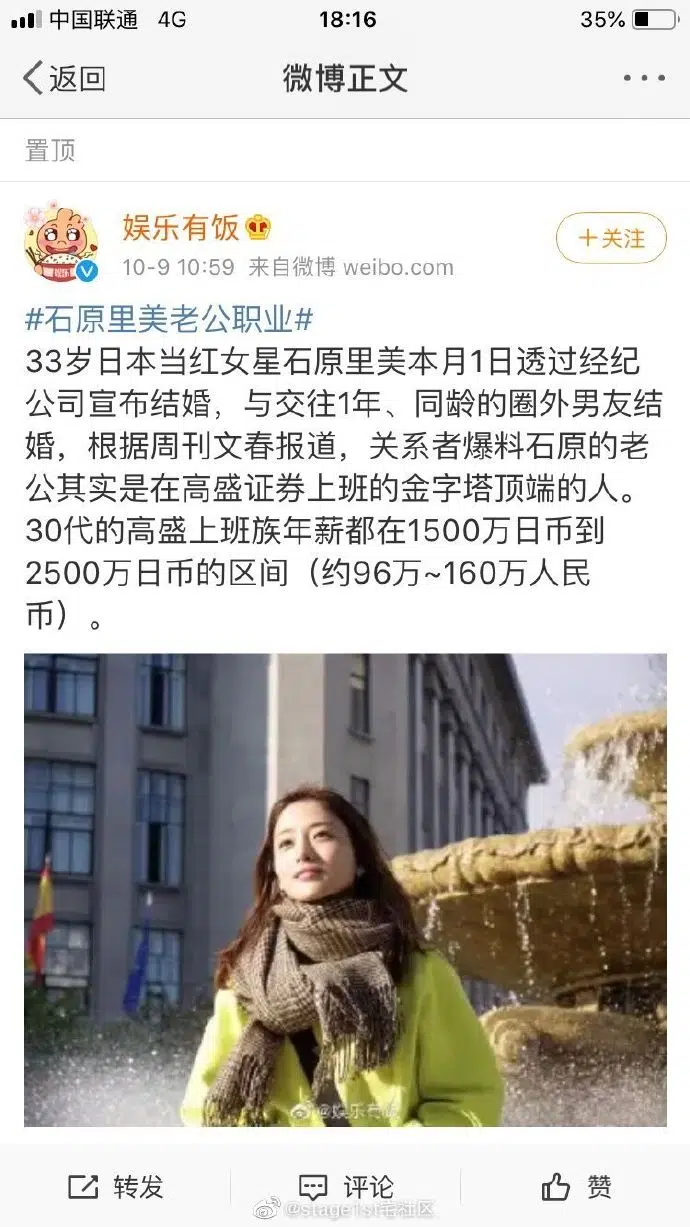 中国联通 4G 18:16 35%
返回 微博正文
置顶
娱乐有饭
+关注
10-9 10:59 来自微博 weibo.com
#石原里美老公职业#
33岁日本当红女星石原里美本月1日透过经纪
公司宣布结婚，与交往1年、同龄的圈外男友结
婚，根据周刊文春报道，关系者爆料石原的老
公其实是在高盛证券上班的金字塔顶端的人。
30代的高盛上班族年薪都在1500万日币到
2500万日币的区间（约96万~160万人民
币）。
@娱乐有饭
转发 评论 赞
@stage1st宅社区